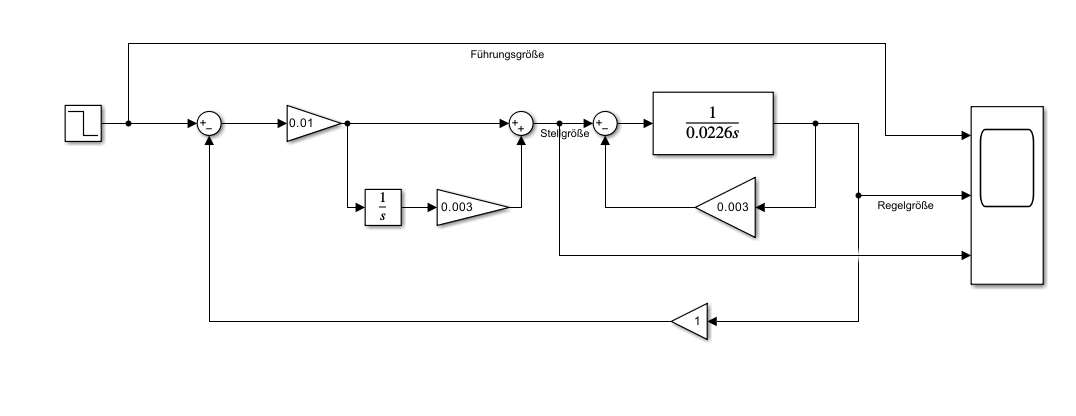 Führungsgröße
+
−
0.01
+
+
Stellgröße
+
−
1
0.0226s
1
s
0.003
0.003
Regelgröße
1